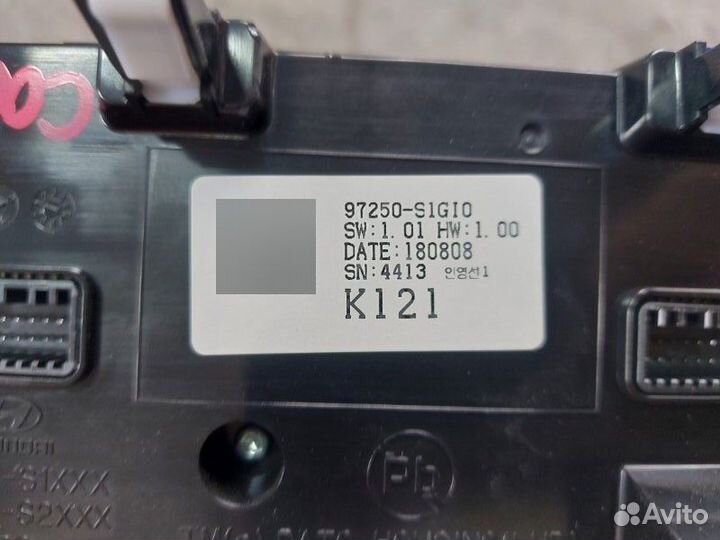 97250-S1GI0
SW:1.01 HW:1.00
DATE:180808
SN:4413 인영선1
K121
-S1XXX
-S2XXX
Pb
Avito